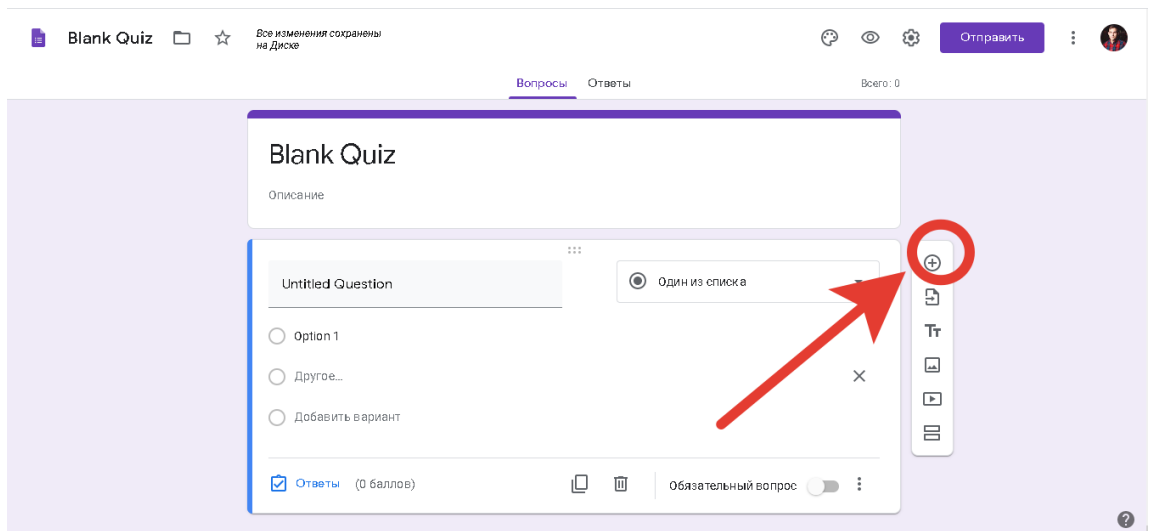 Blank Quiz
Все изменения сохранены
на Диске
Отправить
Вопросы Ответы
Всего: 0
Blank Quiz
Описание
Untitled Question
Один из списка
Option 1
Другое...
Тт
Добавить вариант
Ответы (0 баллов)
Обязательный вопрос